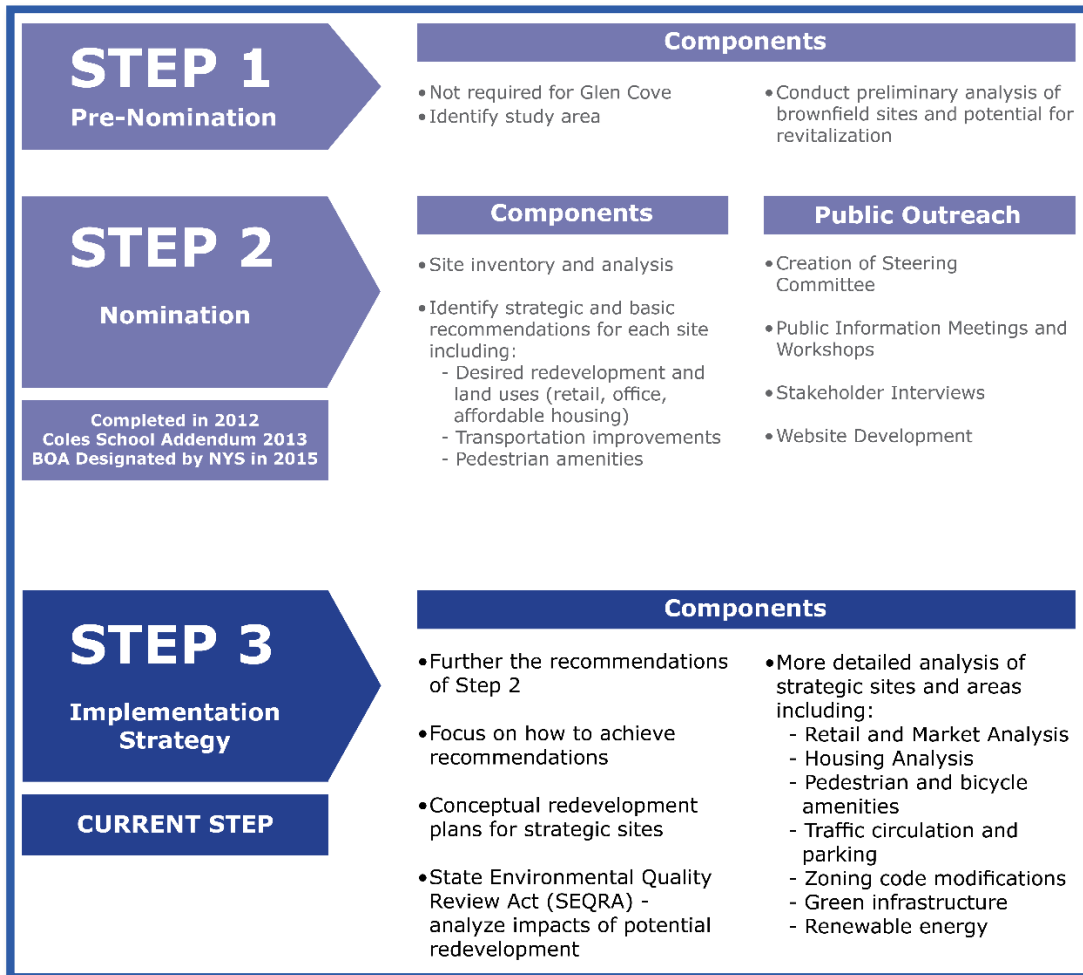 STEP 1
Pre-Nomination
Components
•Not required for Glen Cove
•Identify study area
•Conduct preliminary analysis of
brownfield sites and potential for
revitalization
STEP 2
Nomination
Completed in 2012
Coles School Addendum 2013
BOA Designated by NYS in 2015
Components
•Site inventory and analysis
•Identify strategic and basic
recommendations for each site
including:
- Desired redevelopment and
land uses (retail, office,
affordable housing)
- Transportation improvements
- Pedestrian amenities
Public Outreach
•Creation of Steering
Committee
•Public Information Meetings and
Workshops
•Stakeholder Interviews
•Website Development
STEP 3
Implementation
Strategy
CURRENT STEP
Components
•Further the recommendations
of Step 2
•Focus on how to achieve
recommendations
•Conceptual redevelopment
plans for strategic sites
•State Environmental Quality
Review Act (SEQRA) -
analyze impacts of potential
redevelopment
•More detailed analysis of
strategic sites and areas
including:
- Retail and Market Analysis
- Housing Analysis
- Pedestrian and bicycle
amenities
- Traffic circulation and
parking
- Zoning code modifications
- Green infrastructure
- Renewable energy